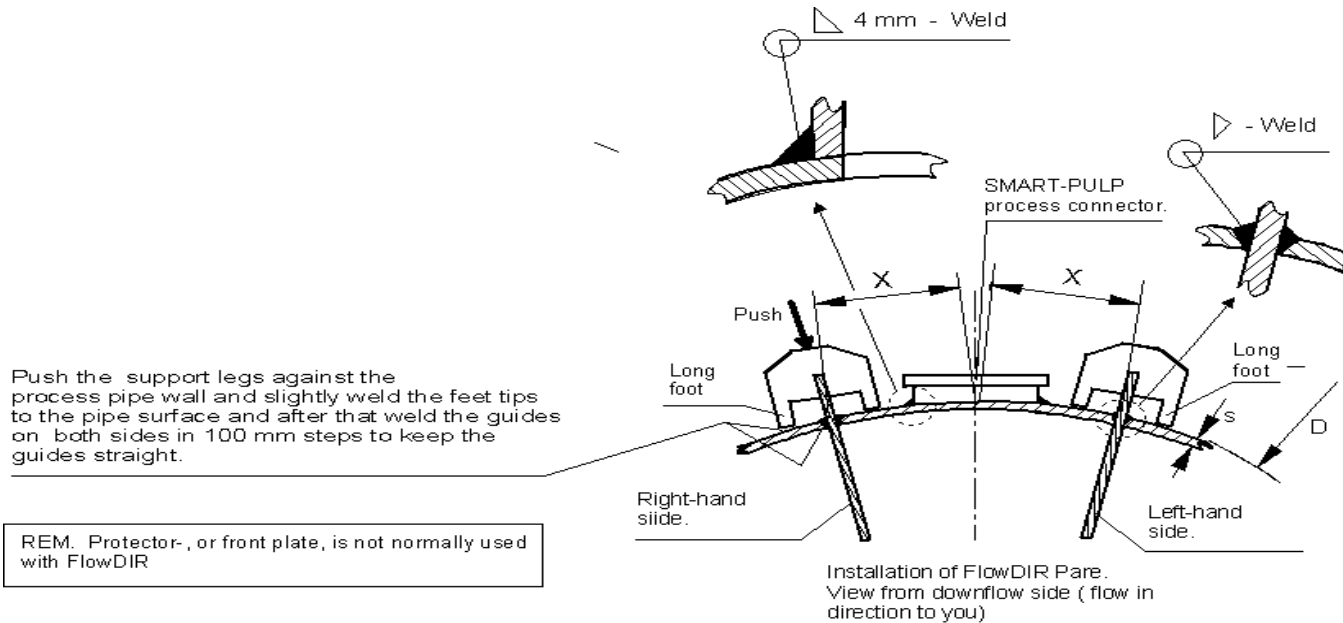 4 mm - Weld
- Weld
SMART-PULP
process connector.
X
X
Push
Long
foot
Long
foot
s
D
Push the support legs against the
process pipe wall and slightly weld the feet tips
to the pipe surface and after that weld the guides
on both sides in 100 mm steps to keep the
guides straight.
Right-hand
siide.
Left-hand
side.
REM. Protector-, or front plate, is not normally used
with FlowDIR
Installation of FlowDIR Pare.
View from downflow side ( flow in
direction to you)